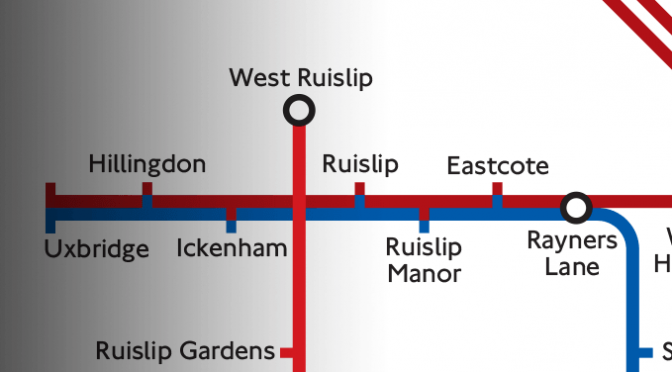 West Ruislip
Hillingdon
Ruislip
Eastcote
Uxbridge
Ickenham
Ruislip
Manor
Rayners
Lane
H
Ruislip Gardens
S